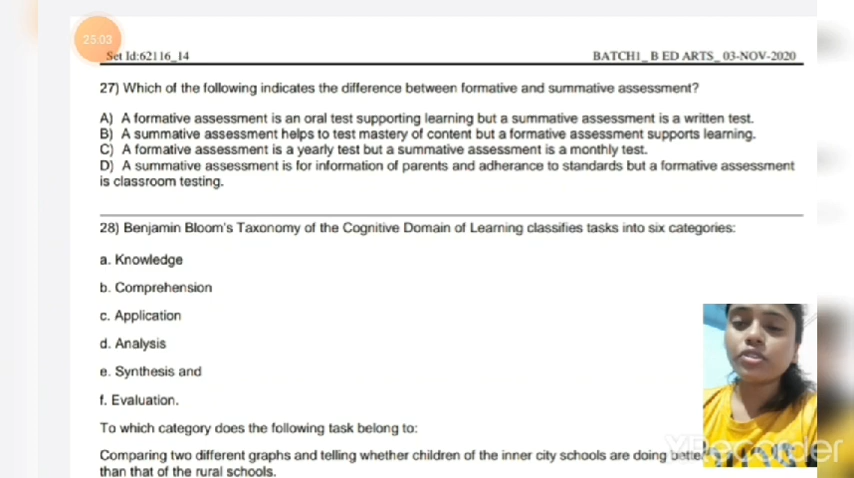 25:03
Set Id:62116_14 BATCH1_ B ED ARTS_ 03-NOV-2020
27) Which of the following indicates the difference between formative and summative assessment?
A) A formative assessment is an oral test supporting learning but a summative assessment is a written test.
B) A summative assessment helps to test mastery of content but a formative assessment supports learning.
C) A formative assessment is a yearly test but a summative assessment is a monthly test.
D) A summative assessment is for information of parents and adherance to standards but a formative assessment
is classroom testing.
28) Benjamin Bloom's Taxonomy of the Cognitive Domain of Learning classifies tasks into six categories:
a. Knowledge
b. Comprehension
c. Application
d. Analysis
e. Synthesis and
f. Evaluation.
To which category does the following task belong to:
Comparing two different graphs and telling whether children of the inner city schools are doing better
than that of the rural schools.
XRecorder